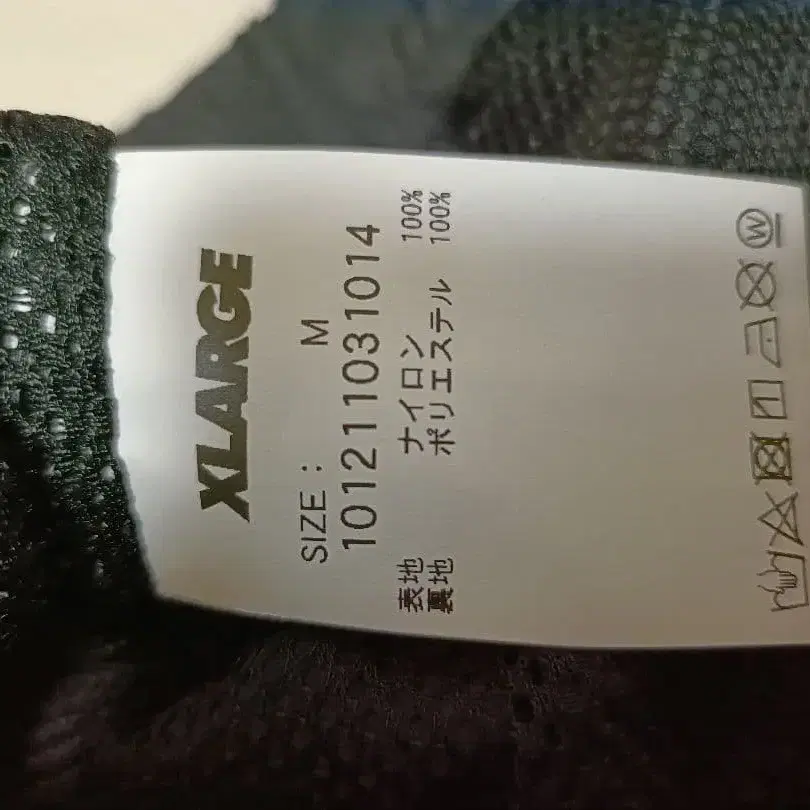 XLARGE
SIZE : M
101211031014
表地 ナイロン 100%
裏地 ポリエステル 100%